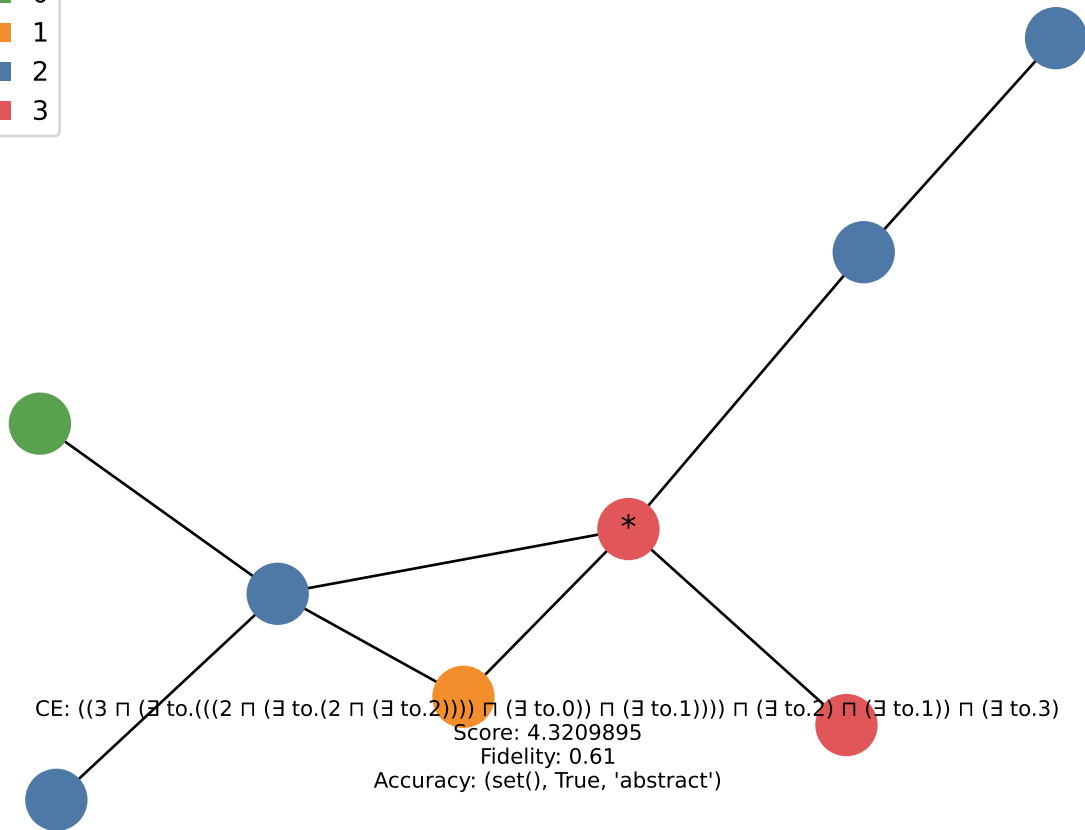 1
2
3
*
CE: ((3 ⊓ (∃ to.(((2 ⊓ (∃ to.(2 ⊓ (∃ to.2)))) ⊓ (∃ to.0)) ⊓ (∃ to.1)))) ⊓ (∃ to.2) ⊓ (∃ to.1)) ⊓ (∃ to.3)
Score: 4.3209895
Fidelity: 0.61
Accuracy: (set(), True, 'abstract')